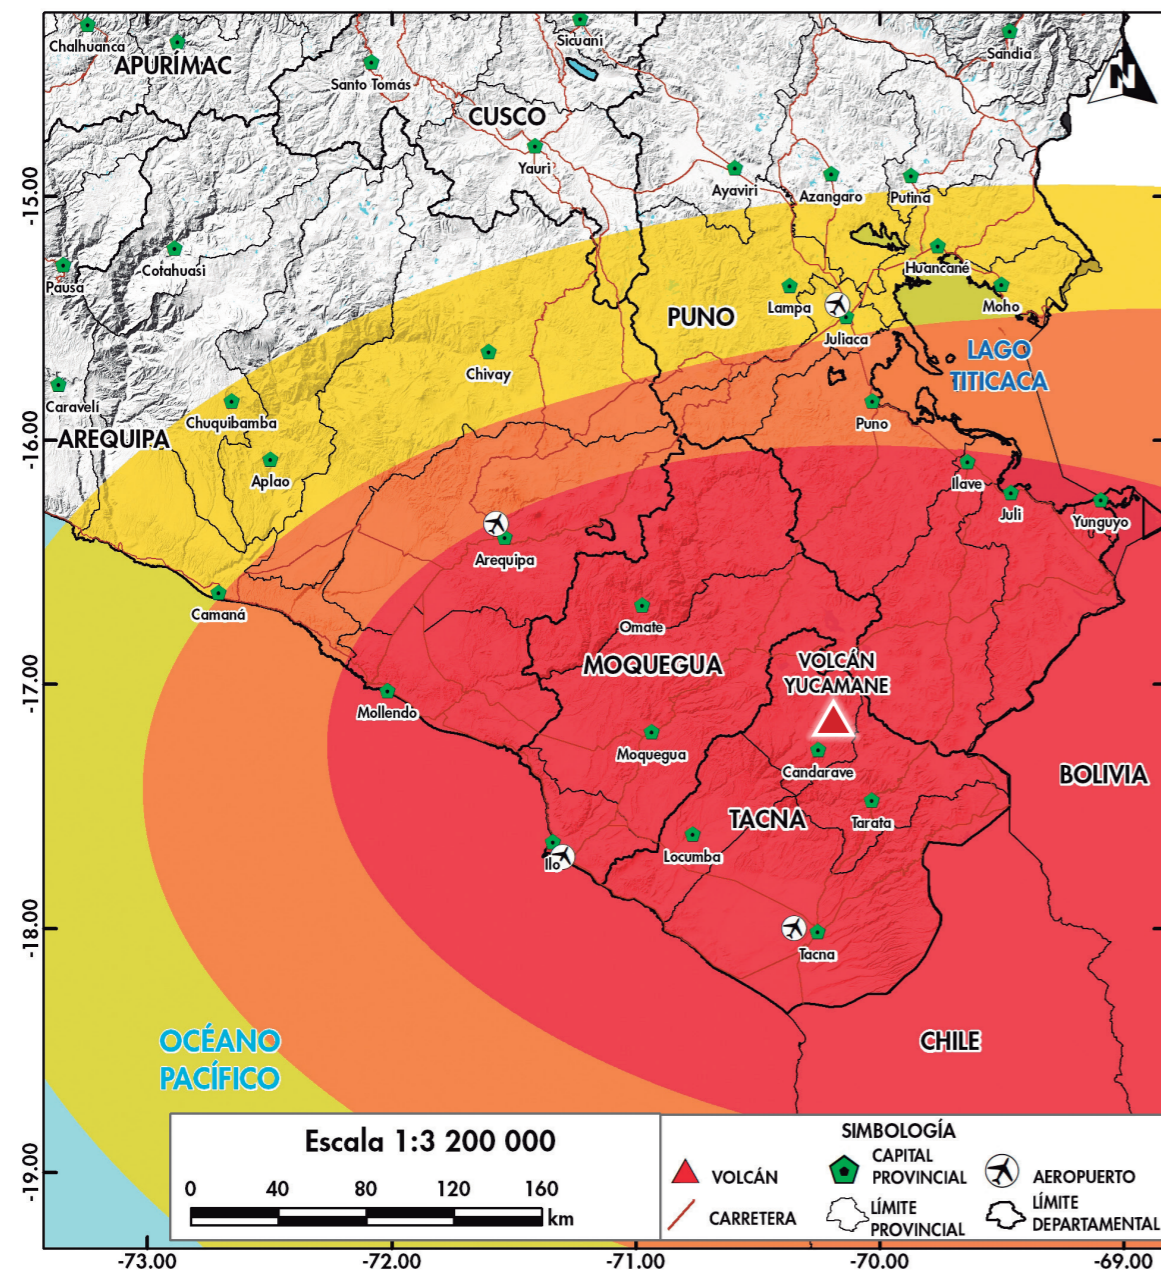 Chalhuanca
APURÍMAC
Sicuani
Sandia
N
Santo Tomás
CUSCO
Yauri
Ayaviri
Azangaro
Putina
-15.00
Cotahuasi
Pausa
Huancané
Lampa
Moho
PUNO
Juliaca
LAGO
TITICACA
Chivay
Caravelí
Chuquibamba
Puno
AREQUIPA
-16.00
Aplao
Ilave
Juli
Yunguyo
Arequipa
Camaná
Omate
MOQUEGUA
VOLCÁN
YUCAMANE
-17.00
Mollendo
Moquegua
Candarave
BOLIVIA
TACNA
Tarata
Locumba
Ilo
-18.00
Tacna
OCÉANO
PACÍFICO
CHILE
-19.00
Escala 1:3 200 000
0 40 80 120 160
km
SIMBOLOGÍA
VOLCÁN
CAPITAL
PROVINCIAL
AEROPUERTO
CARRETERA
LÍMITE
PROVINCIAL
LÍMITE
DEPARTAMENTAL
-73.00 -72.00 -71.00 -70.00 -69.00